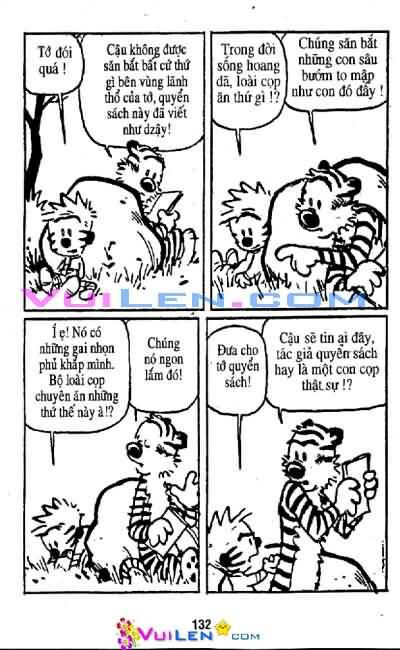 Tớ đói
quá !
Cậu không được
săn bắt bất cứ thứ
gì bên vùng lãnh
thổ của tớ, quyển
sách này đã viết
như dzậy!
Trong đời
sống hoang
dã, loài cọp
ăn thứ gì !?
Chúng săn bắt
những con sâu
bướm to mập
như con đó đây !
VUILEN.COM
Í ẹ! Nó có
những gai nhọn
phủ khắp mình.
Bộ loài cọp
chuyên ăn những
thứ thế này à!?
Chúng
nó ngon
lắm đó!
Đưa cho
tớ quyển
sách!
Cậu sẽ tin ai đây,
tác giả quyển sách
hay là một con cọp
thật sự !?
132
VUILEN COM